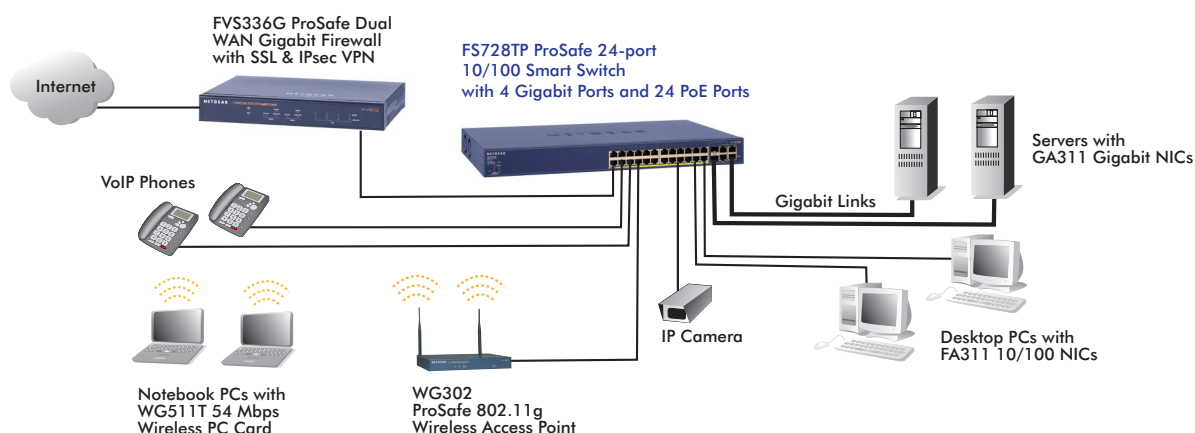 FVS336G ProSafe Dual
WAN Gigabit Firewall
with SSL & IPsec VPN
FS728TP ProSafe 24-port
10/100 Smart Switch
with 4 Gigabit Ports and 24 PoE Ports
Internet
NETGEAR
NETGEAR
Servers with
GA311 Gigabit NICs
VoIP Phones
Gigabit Links
IP Camera
Desktop PCs with
FA311 10/100 NICs
NETGEAR
Notebook PCs with
WG511T 54 Mbps
Wireless PC Card
WG302
ProSafe 802.11g
Wireless Access Point